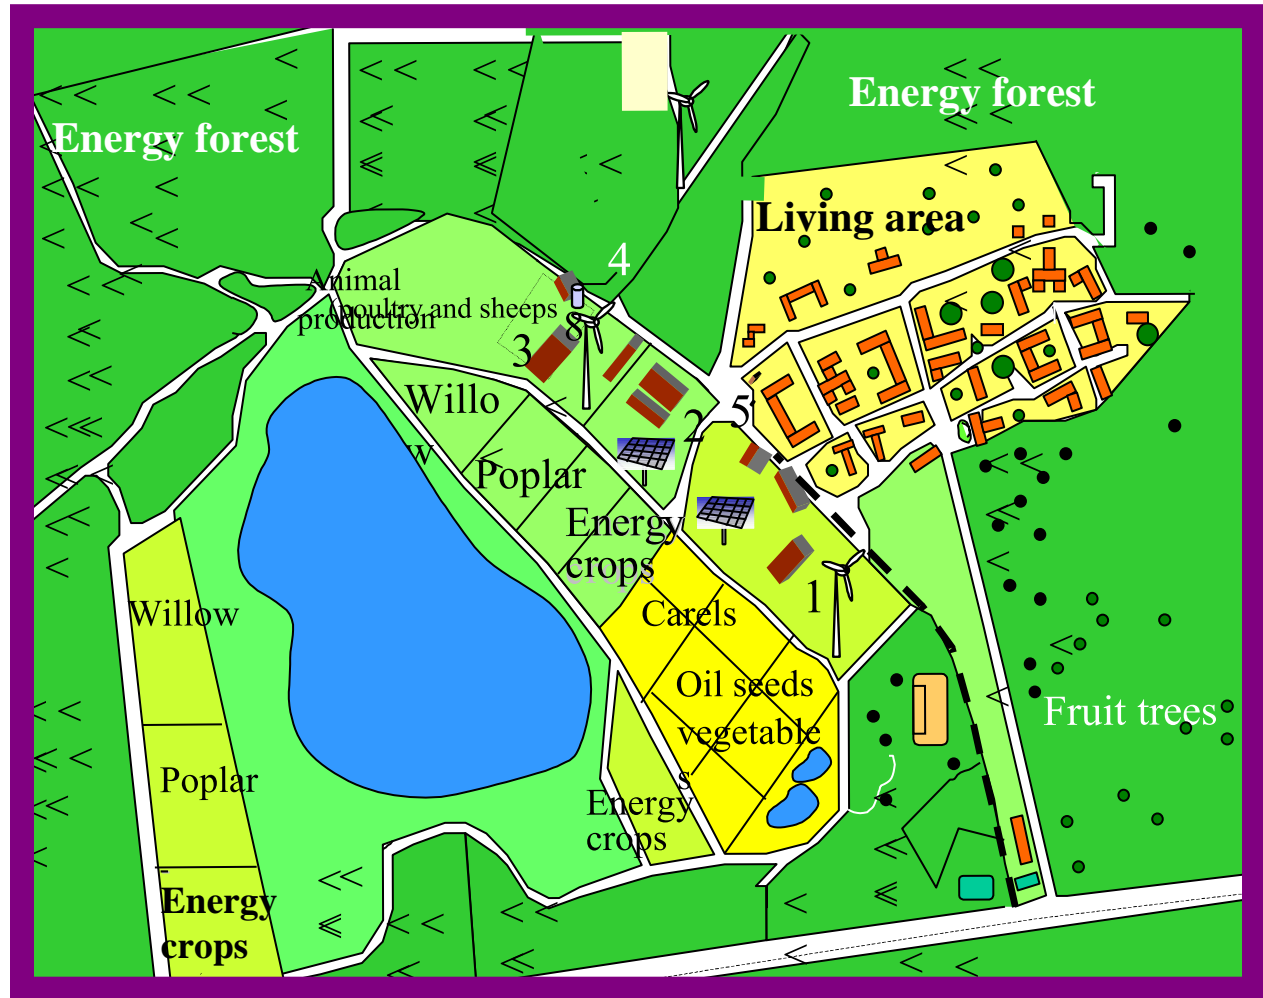 Energy forest
Energy forest
Living area
4
Animal
(poultry and sheeps
production
8
3
Willo
w
2
5
Poplar
Energy
crops
1
Carels
Willow
Oil seeds
vegetable
s
Fruit trees
Poplar
Energy
crops
Energy
crops